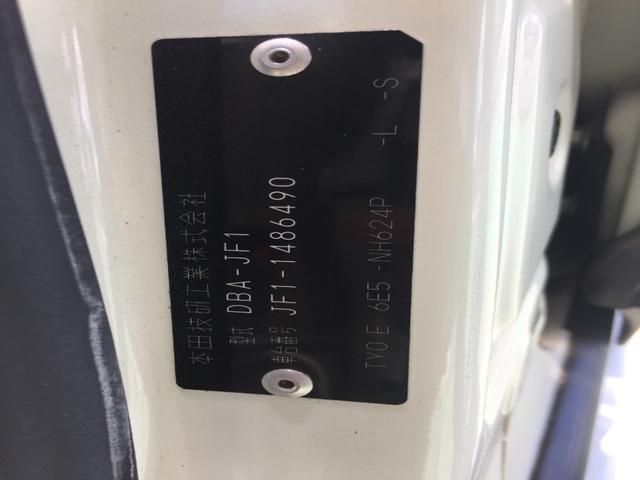 本田技研工業株式会社
型式 DBA-JF1
車台番号 JF1-1486490
TY0 E 6E5 -NH624P -L -S